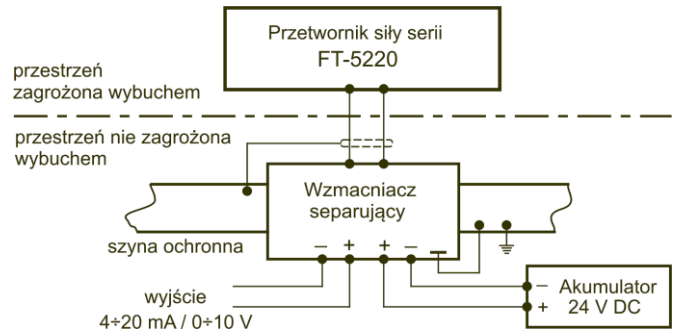 Przetwornik siły serii
FT-5220
przestrzeń
zagrożona wybuchem
przestrzeń nie zagrożona
wybuchem
Wzmacniacz
separujący
szyna ochronna
– + + –
wyjście
4÷20 mA / 0÷10 V
– Akumulator
+ 24 V DC